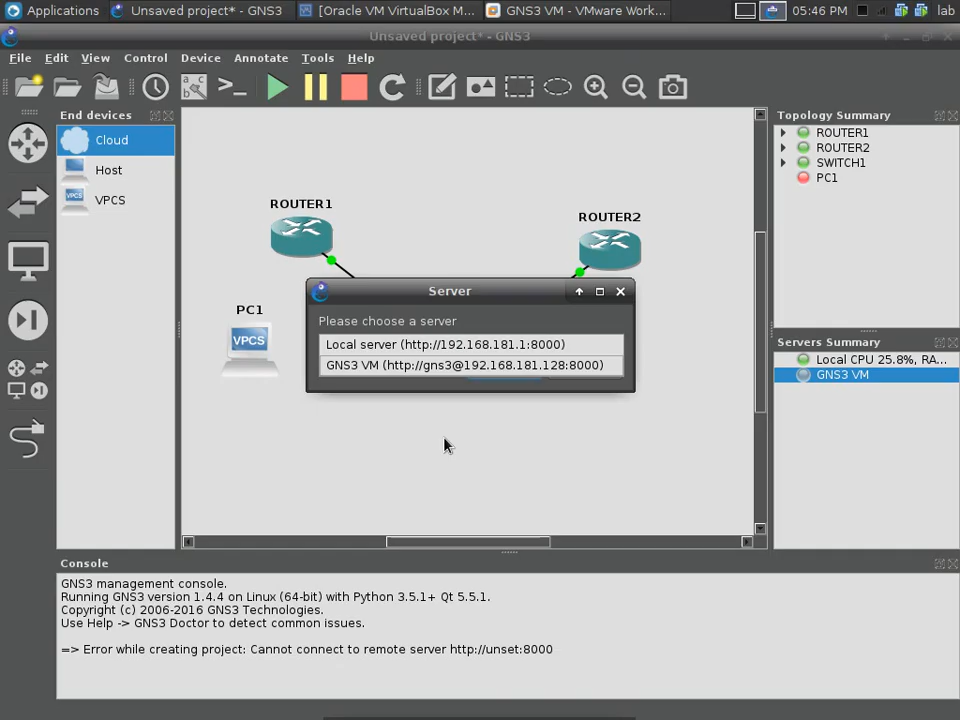 Applications
Unsaved project* - GNS3
[Oracle VM VirtualBox M...
GNS3 VM - VMware Work...
05:46 PM
lab
Unsaved project* - GNS3
File Edit View Control Device Annotate Tools Help
End devices
Cloud
Host
VPCS
VPCS
ROUTER1
ROUTER2
PC1
VPCS
Server
Please choose a server
Local server (http://192.168.181.1:8000)
GNS3 VM (http://gns3@192.168.181.128:8000)
Topology Summary
ROUTER1
ROUTER2
SWITCH1
PC1
Servers Summary
Local CPU 25.8%, RA...
GNS3 VM
Console
GNS3 management console.
Running GNS3 version 1.4.4 on Linux (64-bit) with Python 3.5.1+ Qt 5.5.1.
Copyright (c) 2006-2016 GNS3 Technologies.
Use Help -> GNS3 Doctor to detect common issues.
=> Error while creating project: Cannot connect to remote server http://unset:8000